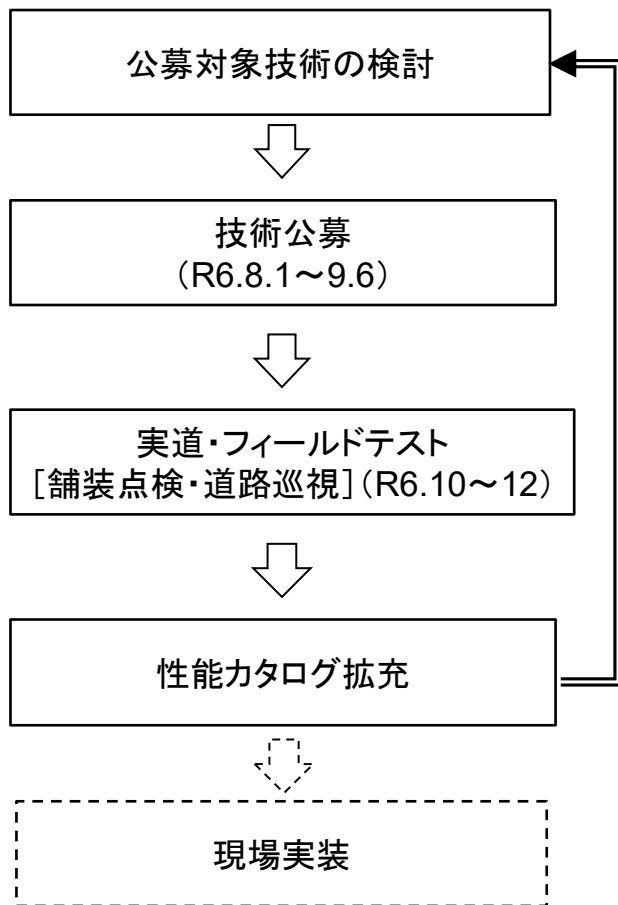 公募対象技術の検討
技術公募
(R6.8.1～9.6)
実道・フィールドテスト
[舗装点検・道路巡視](R6.10～12)
性能カタログ拡充
現場実装